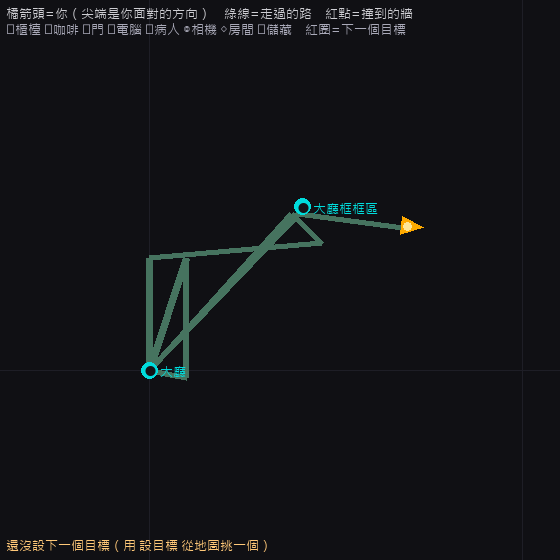 橘箭頭=你（尖端是你面對的方向）　綠線=走過的路　紅點=撞到的牆
櫃檯 咖啡 門 電腦 病人 相機 ◇房間 儲藏　紅圈=下一個目標
大廳框框區
大廳
還沒設下一個目標（用 設目標 從地圖挑一個）